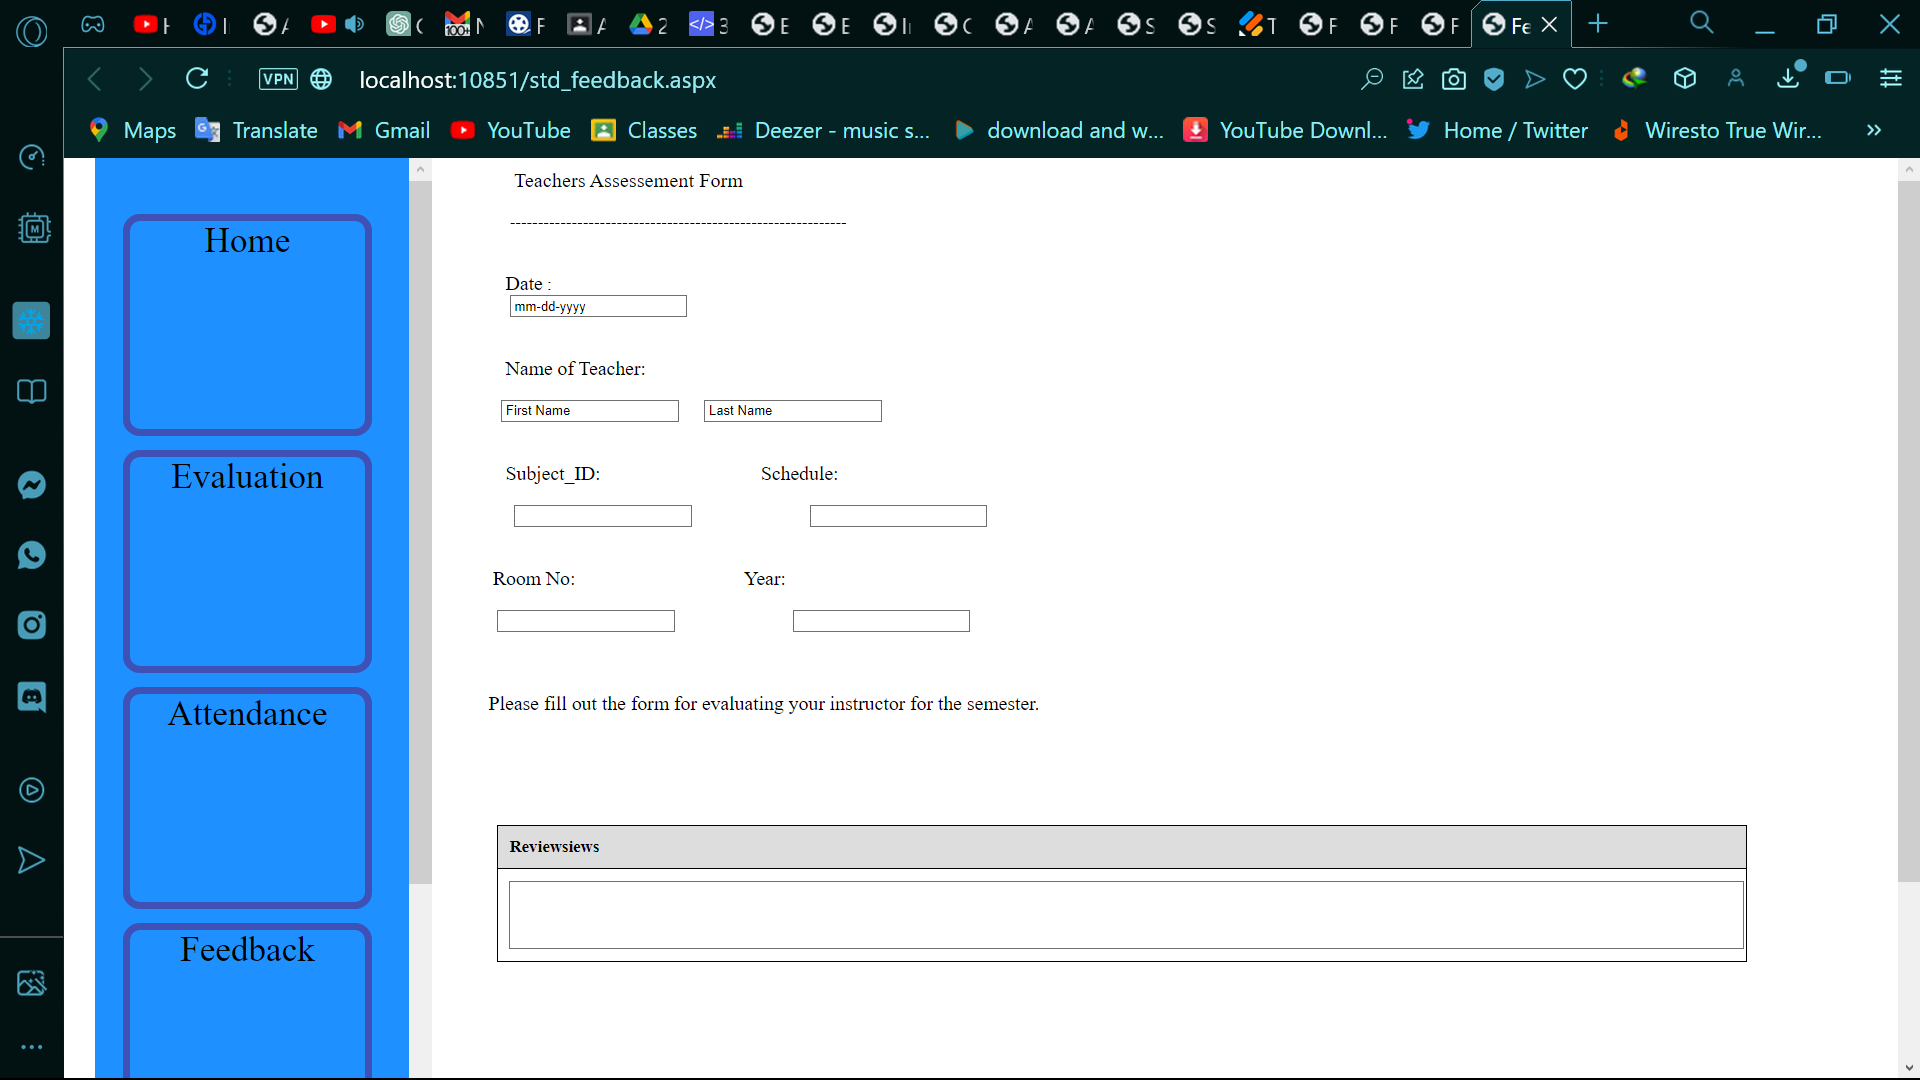 VPN localhost:10851/std_feedback.aspx
Maps Translate Gmail YouTube Classes Deezer - music s... download and w... YouTube Downl... Home / Twitter Wiresto True Wir... »
Home
Evaluation
Attendance
Feedback
Teachers Assessement Form
------------------------------------------------------------
Date :
mm-dd-yyyy
Name of Teacher:
First Name Last Name
Subject_ID: Schedule:
Room No: Year:
Please fill out the form for evaluating your instructor for the semester.
Reviewsiews